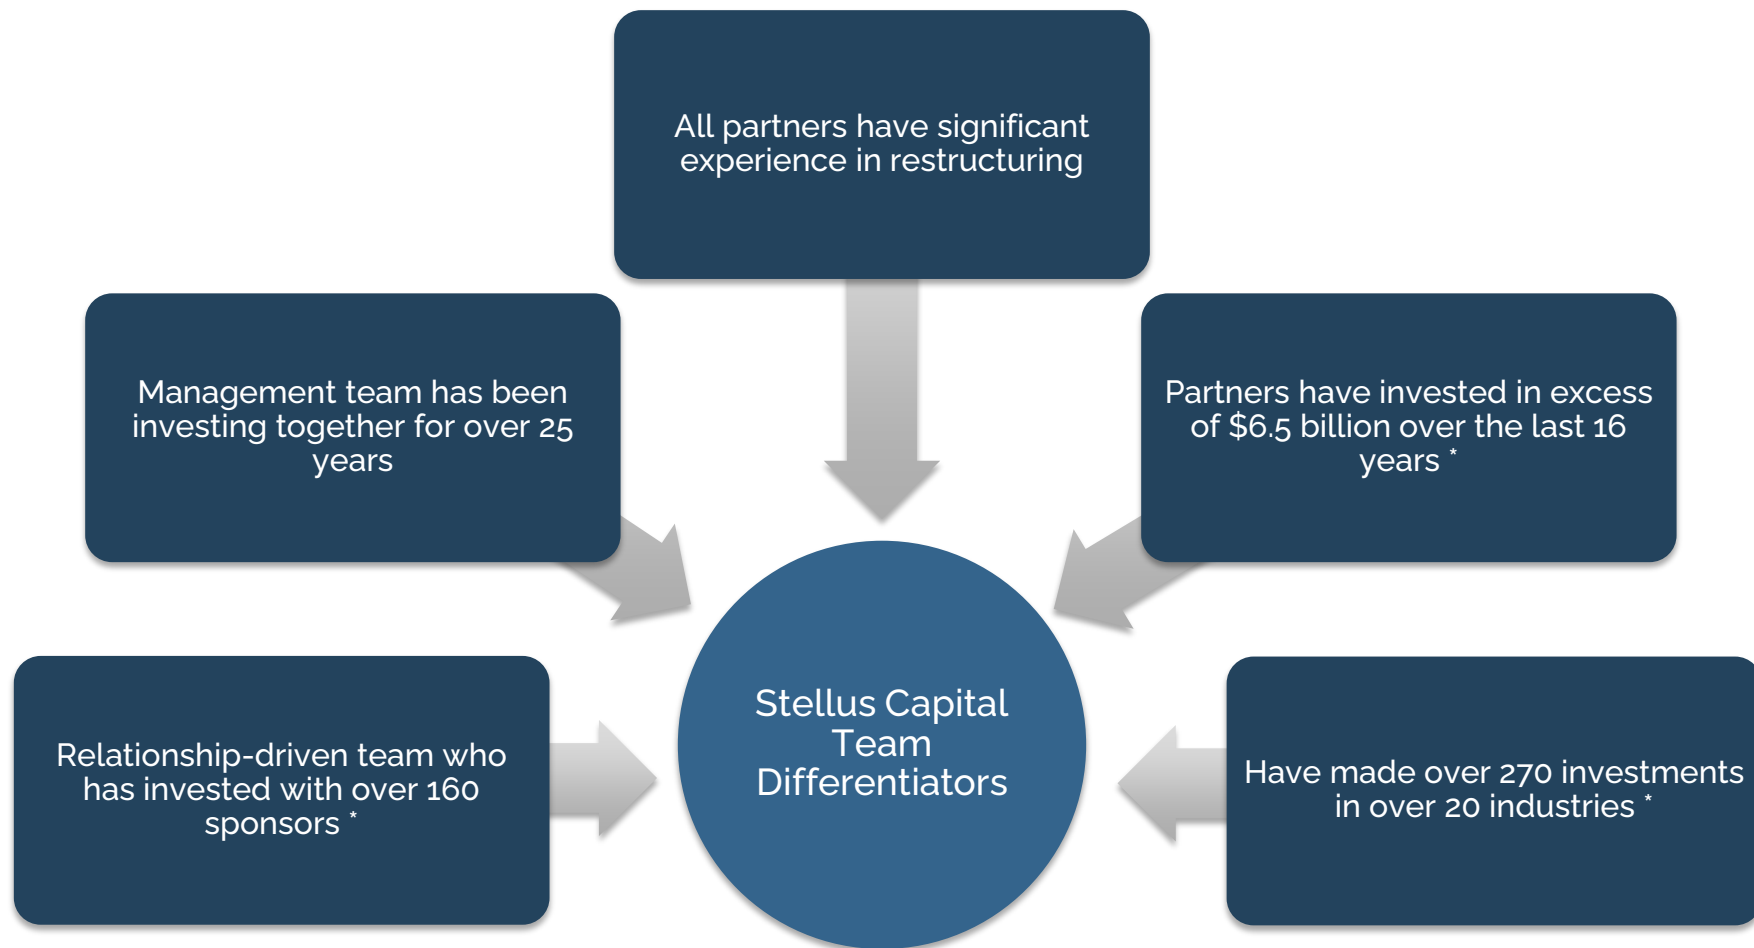 All partners have significant
experience in restructuring
Management team has been
investing together for over 25
years
Partners have invested in excess
of $6.5 billion over the last 16
years *
Relationship-driven team who
has invested with over 160
sponsors *
Stellus Capital
Team
Differentiators
Have made over 270 investments
in over 20 industries *